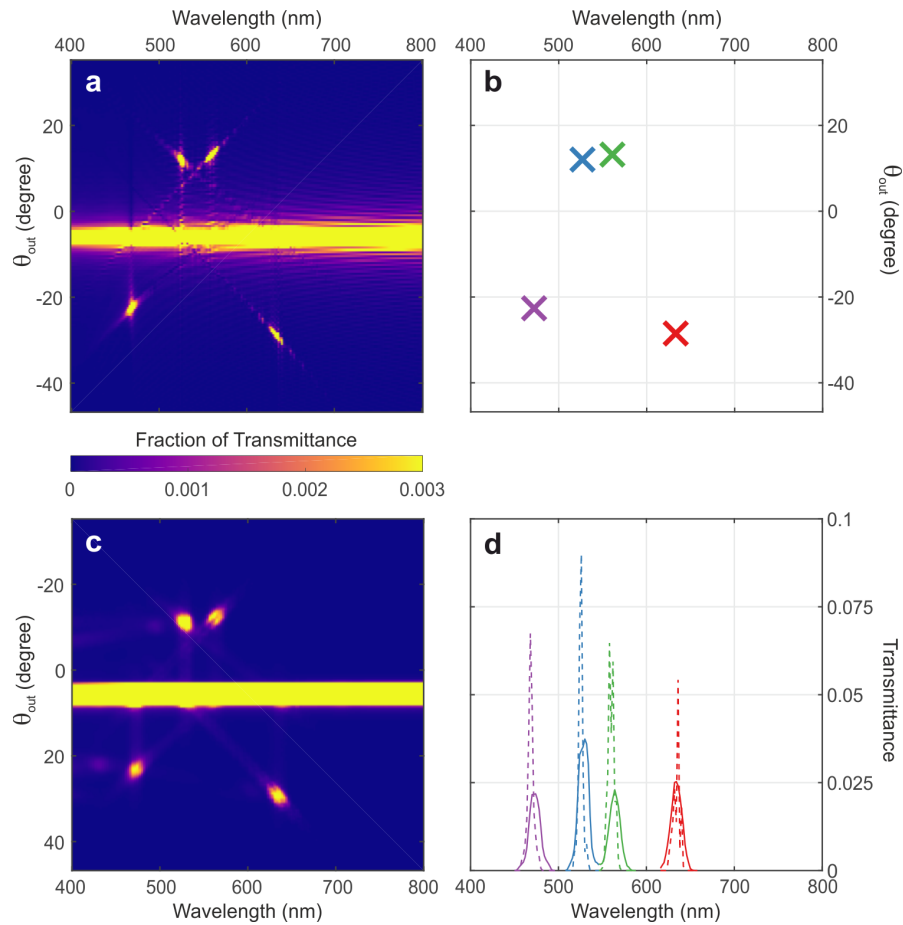 Wavelength (nm)
Wavelength (nm)
400 500 600 700 800
400 500 600 700 800
a
b
20
0
-20
-40
θout (degree)
20
0
-20
-40
θout (degree)
Fraction of Transmittance
0 0.001 0.002 0.003
c
d
-20
0
20
40
θout (degree)
0.1
0.075
0.05
0.025
0
Transmittance
400 500 600 700 800
400 500 600 700 800
Wavelength (nm)
Wavelength (nm)